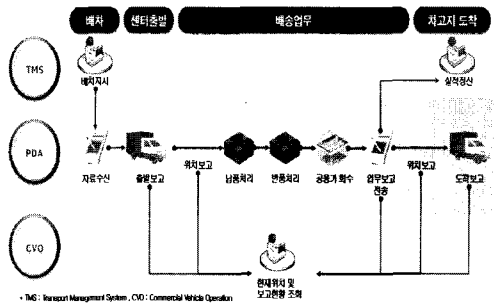 배차 센터출발 배송업무 차고지 도착
TMS
배차지시 실적정산
PDA
자료수신 출발보고 위치보고 납품처리 반품처리 공용기 회수 업무보고 전송 위치보고 도착보고
CVO
현재위치 및
보고현황 조회
• TMS : Transport Management System , CVO : Commercial Vehicle Operation